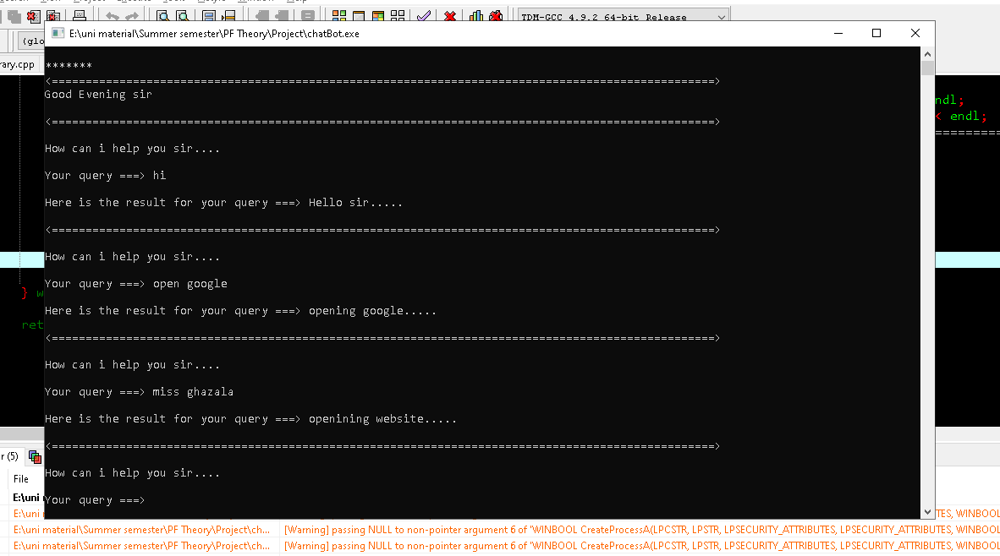 TDM-GCC 4.9.2 64-bit Release
E:\uni material\Summer semester\PF Theory\Project\chatBot.exe
(glo
rary.cpp
*******
<==================================================================================================>
Good Evening sir
<==================================================================================================>
How can i help you sir....
Your query ===> hi
Here is the result for your query ===> Hello sir.....
<==================================================================================================>
How can i help you sir....
Your query ===> open google
Here is the result for your query ===> opening google.....
<==================================================================================================>
How can i help you sir....
Your query ===> miss ghazala
Here is the result for your query ===> openining website.....
<==================================================================================================>
How can i help you sir....
Your query ===>
ndl;
< endl;
==========
} w
ret
r (5)
File
E:\uni
E:\uni
TES, WINBOOL
E:\uni material\Summer semester\PF Theory\Project\ch... [Warning] passing NULL to non-pointer argument 6 of 'WINBOOL CreateProcessA(LPCSTR, LPSTR, LPSECURITY_ATTRIBUTES, LPSECURITY_ATTRIBUTES, WINBOOL
E:\uni material\Summer semester\PF Theory\Project\ch... [Warning] passing NULL to non-pointer argument 6 of 'WINBOOL CreateProcessA(LPCSTR, LPSTR, LPSECURITY_ATTRIBUTES, LPSECURITY_ATTRIBUTES, WINBOOL